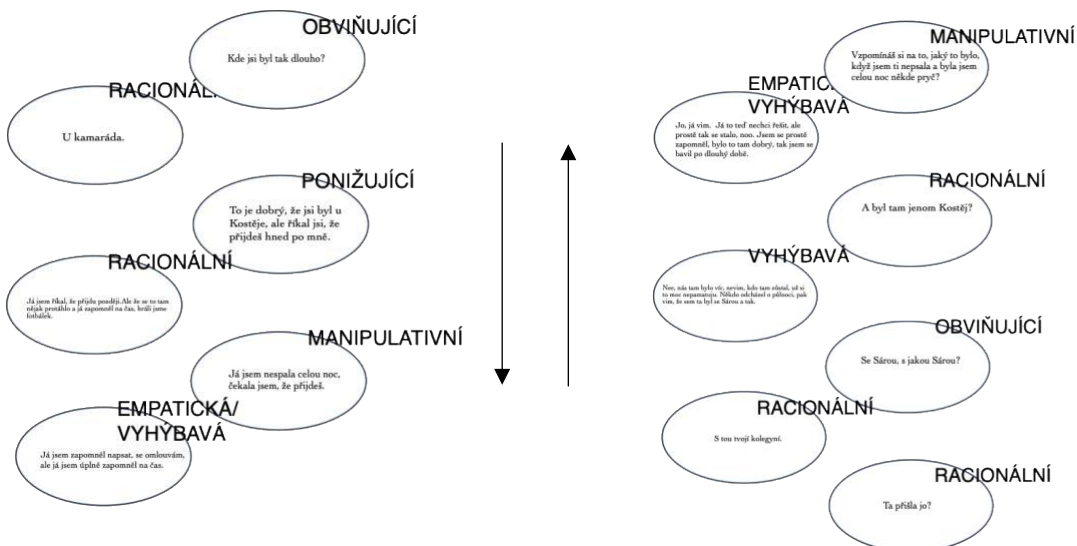 OBVIŇUJÍCÍ
Kde jsi byl tak dlouho?
RACIONÁL
U kamaráda.
PONIŽUJÍCÍ
To je dobrý, že jsi byl u
Kostěje, ale říkal jsi, že
přijdeš hned po mně.
RACIONÁLNÍ
Já jsem říkal, že přijdu později.Ale že se to tam
nějak protáhlo a já zapomněl na čas, hráli jsme
fotbálek.
MANIPULATIVNÍ
Já jsem nespala celou noc,
čekala jsem, že přijdeš.
EMPATICKÁ/
VYHÝBAVÁ
Já jsem zapomněl napsat, se omlouvám,
ale já jsem úplně zapomněl na čas.
MANIPULATIVNÍ
Vzpomínáš si na to, jaký to bylo,
když jsem ti nepsala a byla jsem
celou noc někde pryč?
EMPATIC
VYHÝBAVÁ
Jo, já vim. Já to teď nechci řešit, ale
prostě tak se stalo, noo. Jsem se prostě
zapomněl, bylo to tam dobrý, tak jsem se
bavil po dlouhý době.
RACIONÁLNÍ
A byl tam jenom Kostěj?
VYHÝBAVÁ
Nee, nás tam bylo víc, nevim, kdo tam zůstal, už si
to moc nepamatuju. Někdo odcházel o půlnoci, pak
vim, že sem ta byl se Sárou a tak.
OBVIŇUJÍCÍ
Se Sárou, s jakou Sárou?
RACIONÁLNÍ
S tou tvojí kolegyní.
RACIONÁLNÍ
Ta přišla jo?